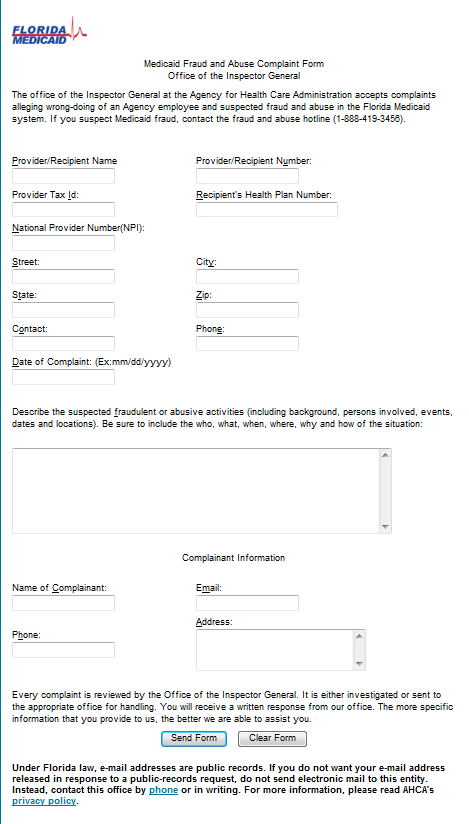 FLORIDA
MEDICAID
Medicaid Fraud and Abuse Complaint Form
Office of the Inspector General
The office of the Inspector General at the Agency for Health Care Administration accepts complaints
alleging wrong-doing of an Agency employee and suspected fraud and abuse in the Florida Medicaid
system. If you suspect Medicaid fraud, contact the fraud and abuse hotline (1-888-419-3456).
Provider/Recipient Name Provider/Recipient Number:
Provider Tax Id: Recipient's Health Plan Number:
National Provider Number(NPI):
Street: City:
State: Zip:
Contact: Phone:
Date of Complaint: (Ex:mm/dd/yyyy)
Describe the suspected fraudulent or abusive activities (including background, persons involved, events,
dates and locations). Be sure to include the who, what, when, where, why and how of the situation:
Complainant Information
Name of Complainant: Email:
Address:
Phone:
Every complaint is reviewed by the Office of the Inspector General. It is either investigated or sent to
the appropriate office for handling. You will receive a written response from our office. The more specific
information that you provide to us, the better we are able to assist you.
Send Form Clear Form
Under Florida law, e-mail addresses are public records. If you do not want your e-mail address
released in response to a public-records request, do not send electronic mail to this entity.
Instead, contact this office by phone or in writing. For more information, please read AHCA's
privacy policy.